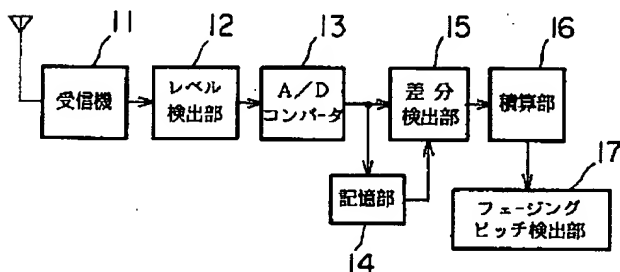 11
12
13
15
16
受信機
レベル
検出部
A/D
コンバータ
差分
検出部
積算部
17
記憶部
14
フェージング
ピッチ検出部